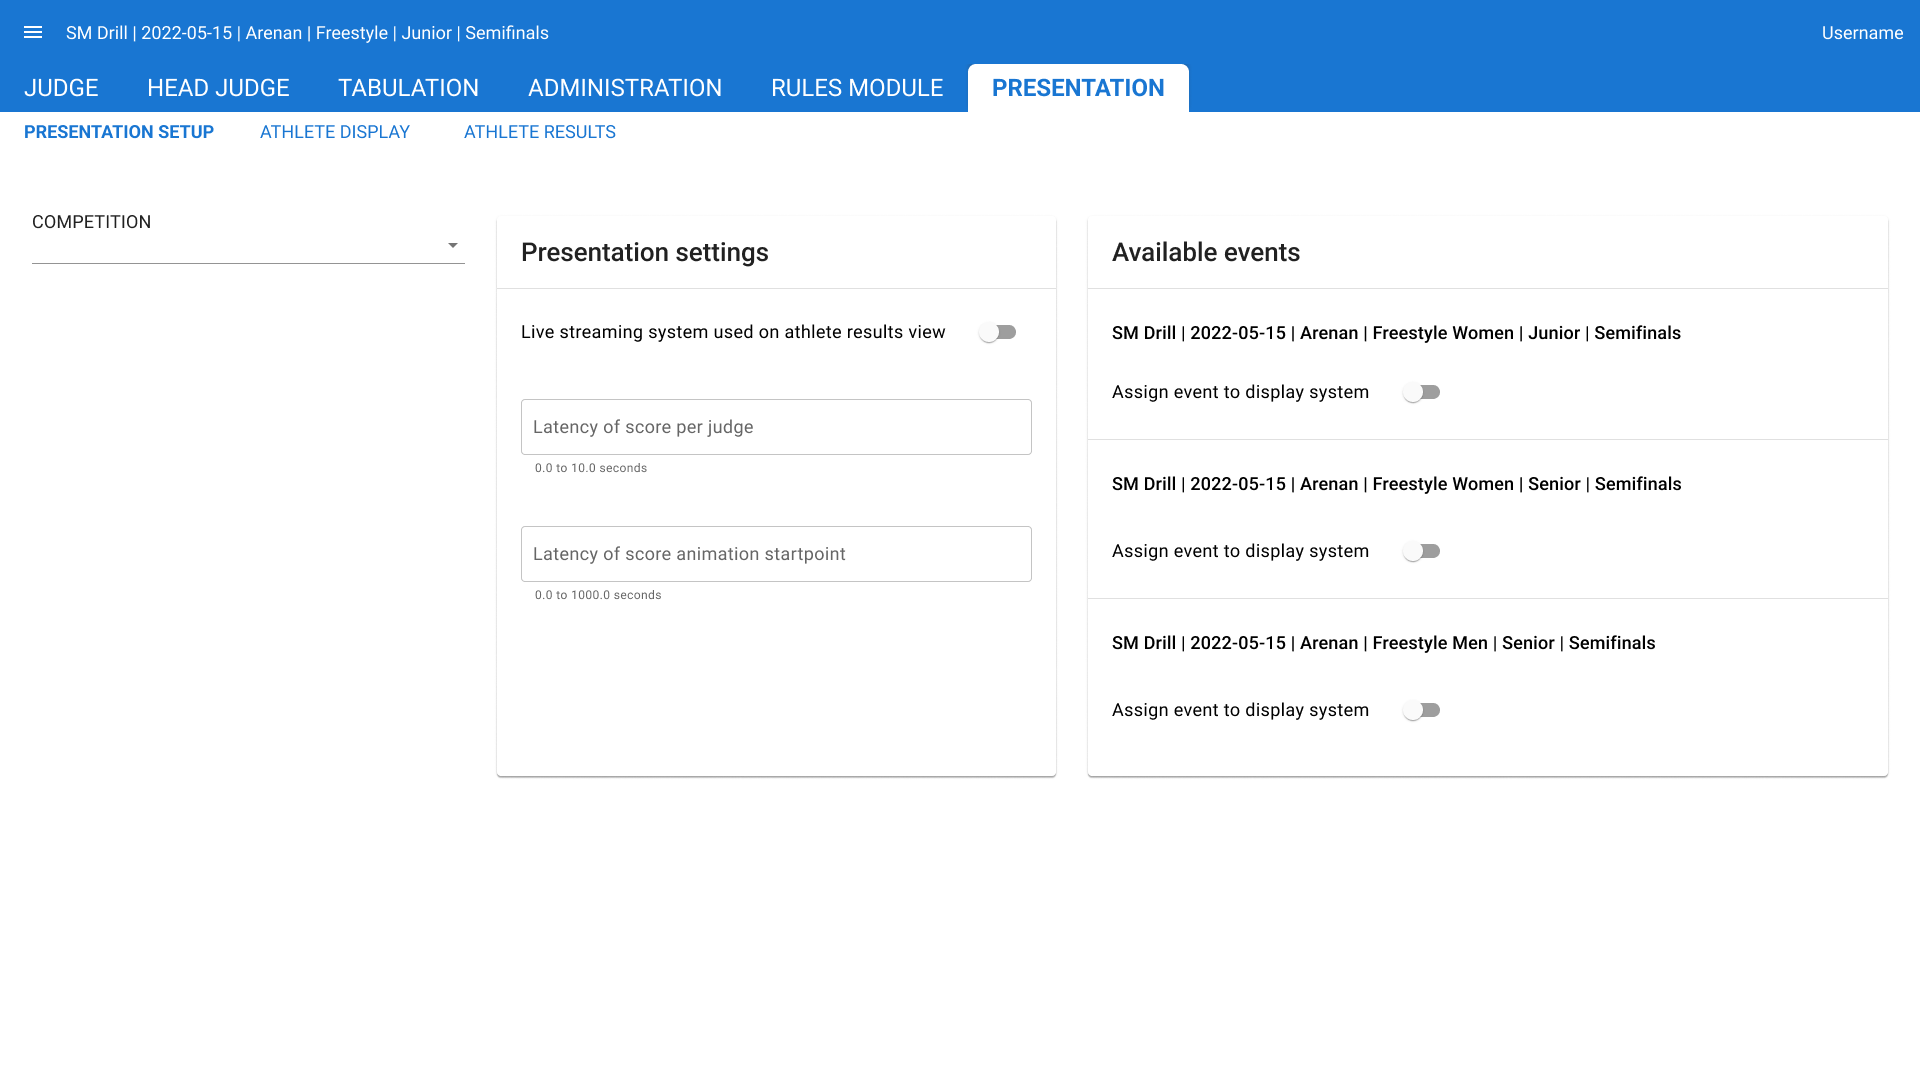 SM Drill | 2022-05-15 | Arenan | Freestyle | Junior | Semifinals
Username
JUDGE
HEAD JUDGE
TABULATION
ADMINISTRATION
RULES MODULE
PRESENTATION
PRESENTATION SETUP
ATHLETE DISPLAY
ATHLETE RESULTS
COMPETITION
Presentation settings
Live streaming system used on athlete results view
Latency of score per judge
0.0 to 10.0 seconds
Latency of score animation startpoint
0.0 to 1000.0 seconds
Available events
SM Drill | 2022-05-15 | Arenan | Freestyle Women | Junior | Semifinals
Assign event to display system
SM Drill | 2022-05-15 | Arenan | Freestyle Women | Senior | Semifinals
Assign event to display system
SM Drill | 2022-05-15 | Arenan | Freestyle Men | Senior | Semifinals
Assign event to display system